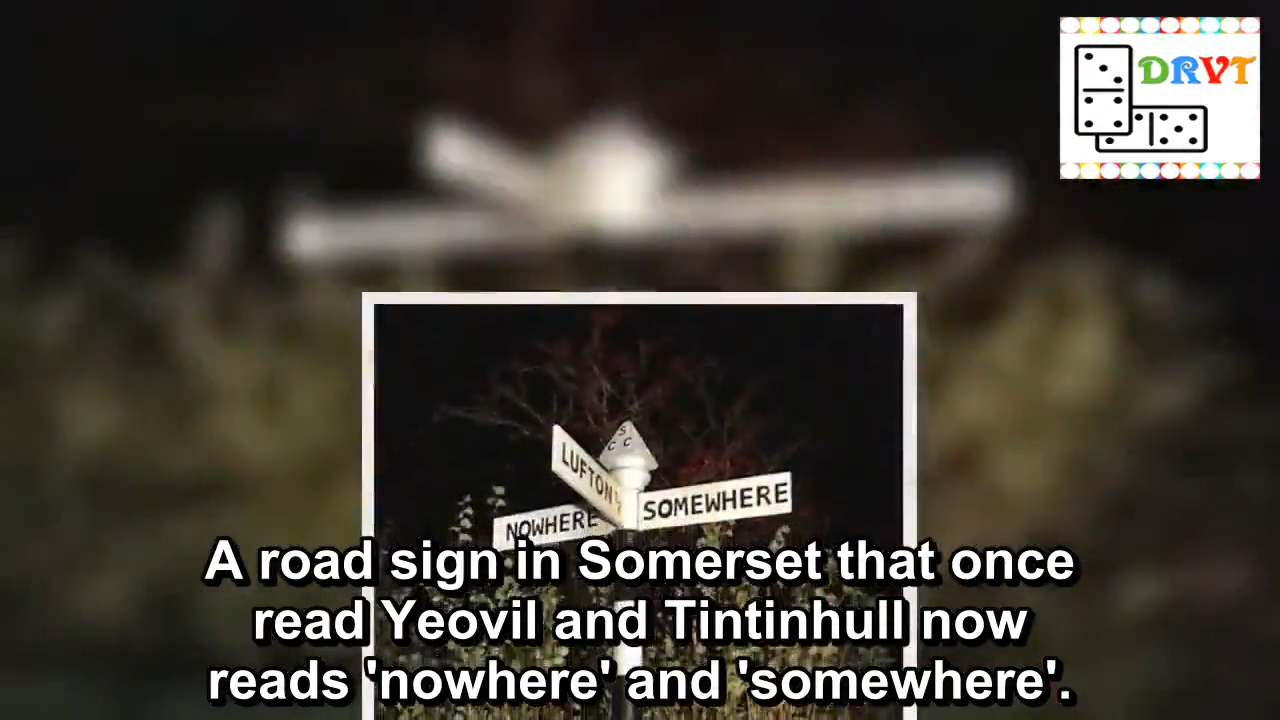 DRVT
S
C C
LUFTON
SOMEWHERE
NOWHERE
A road sign in Somerset that once
read Yeovil and Tintinhull now
reads 'nowhere' and 'somewhere'.